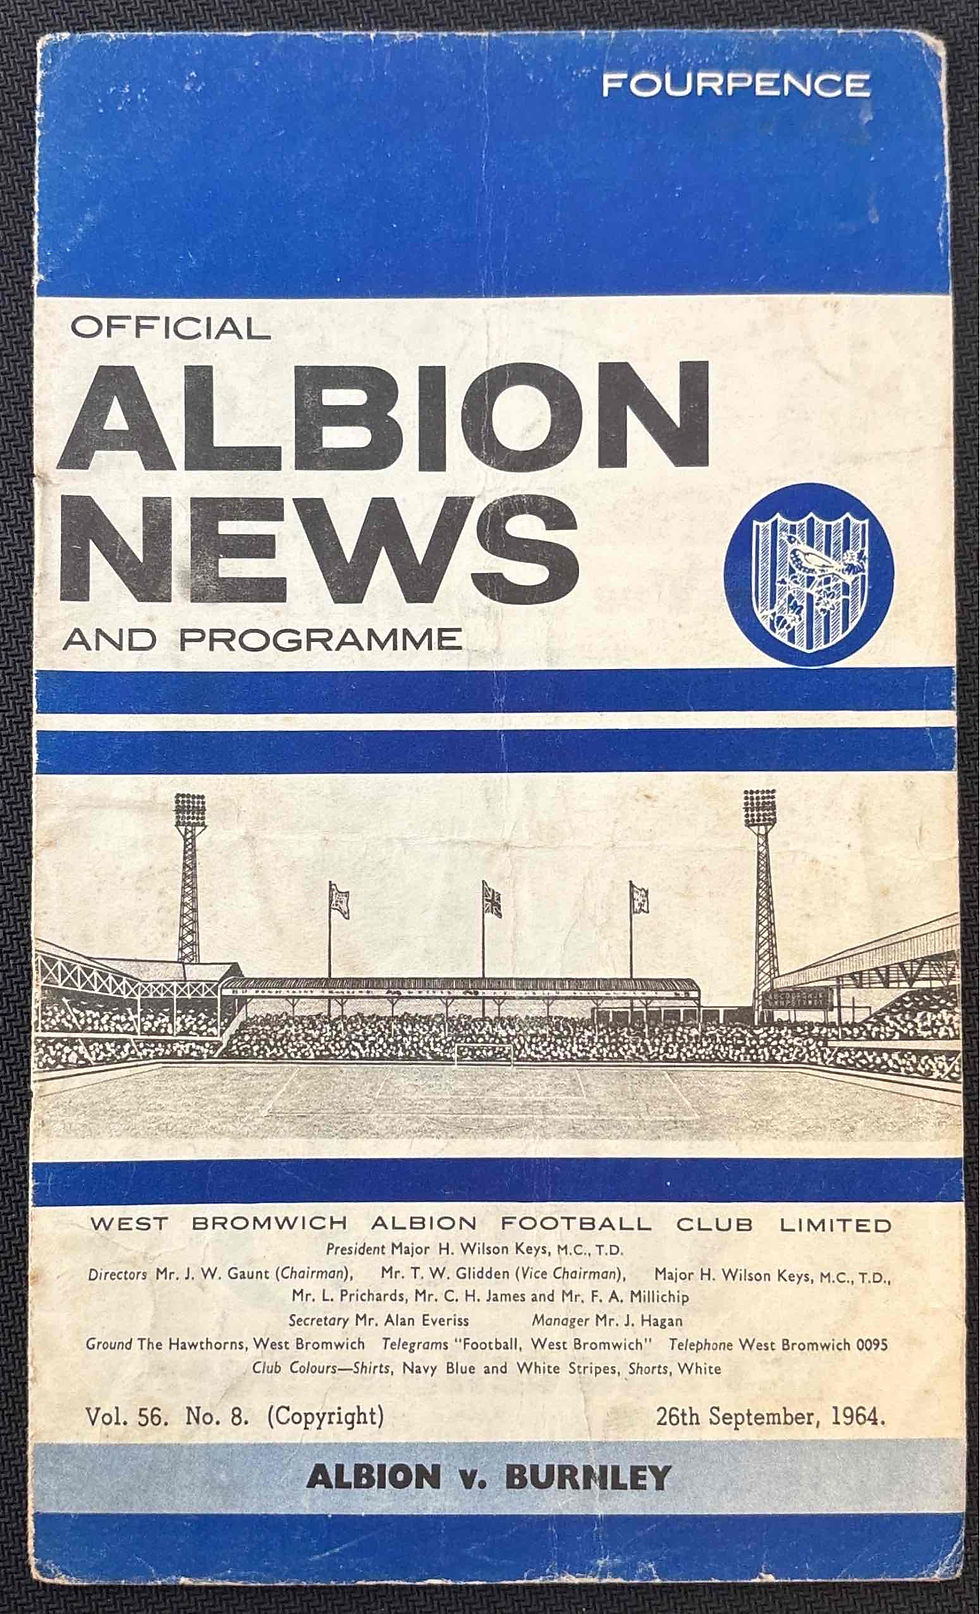 FOURPENCE
OFFICIAL
ALBION
NEWS
AND PROGRAMME
WEST BROMWICH ALBION FOOTBALL CLUB LIMITED
President Major H. Wilson Keys, M.C., T.D.
Directors Mr. J. W. Gaunt (Chairman), Mr. T. W. Glidden (Vice Chairman), Major H. Wilson Keys, M.C., T.D.,
Mr. L. Prichards, Mr. C. H. James and Mr. F. A. Millichip
Secretary Mr. Alan Everiss Manager Mr. J. Hagan
Ground The Hawthorns, West Bromwich Telegrams "Football, West Bromwich" Telephone West Bromwich 0095
Club Colours—Shirts, Navy Blue and White Stripes, Shorts, White
Vol. 56. No. 8. (Copyright) 26th September, 1964.
ALBION v. BURNLEY